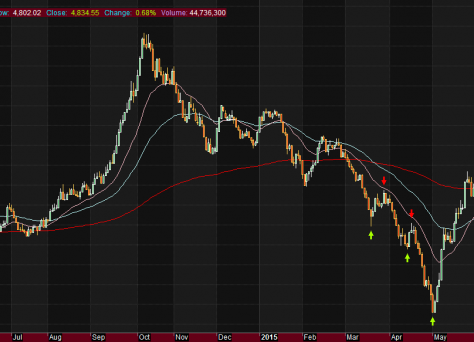 ow: 4,802.02 Close: 4,834.55 Change: 0.68% Volume: 44,736,300
Jul Aug Sep Oct Nov Dec 2015 Feb Mar Apr May